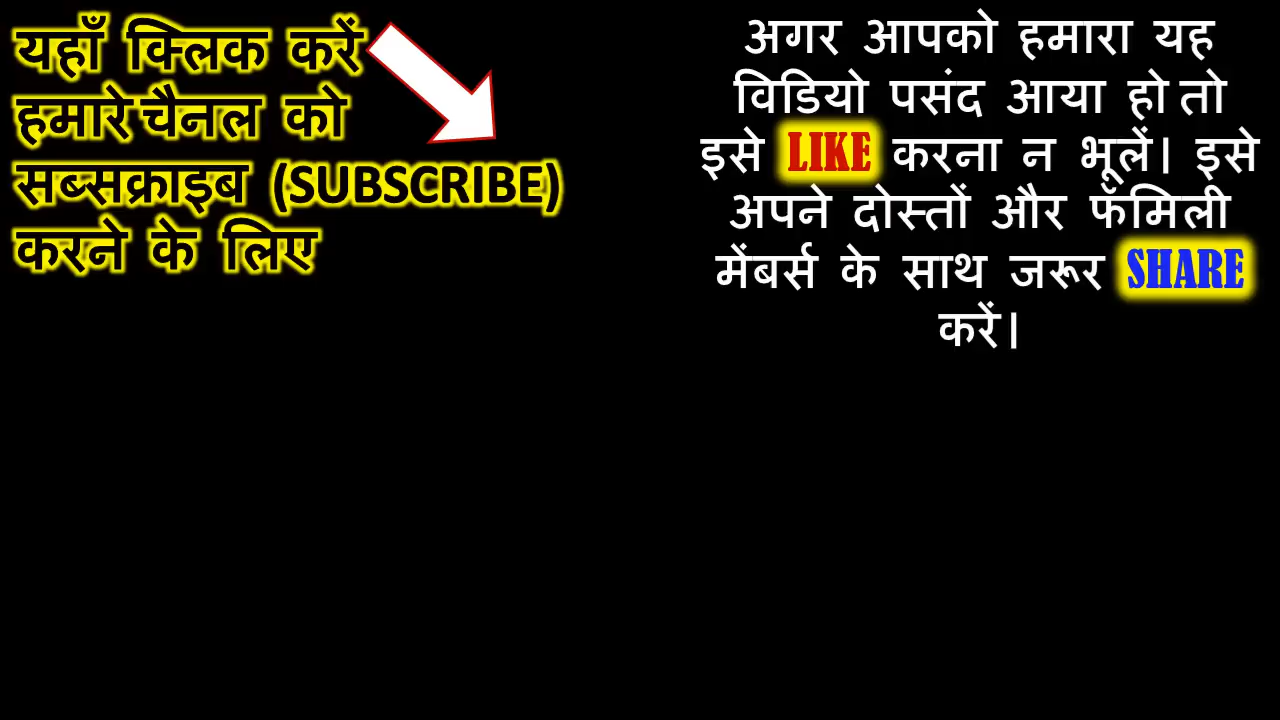 यहाँ क्लिक करें
हमारे चैनल को
सब्सक्राइब (SUBSCRIBE)
करने के लिए
अगर आपको हमारा यह
विडियो पसंद आया हो तो
इसे LIKE करना न भूलें। इसे
अपने दोस्तों और फॅमिली
मेंबर्स के साथ जरूर SHARE
करें।